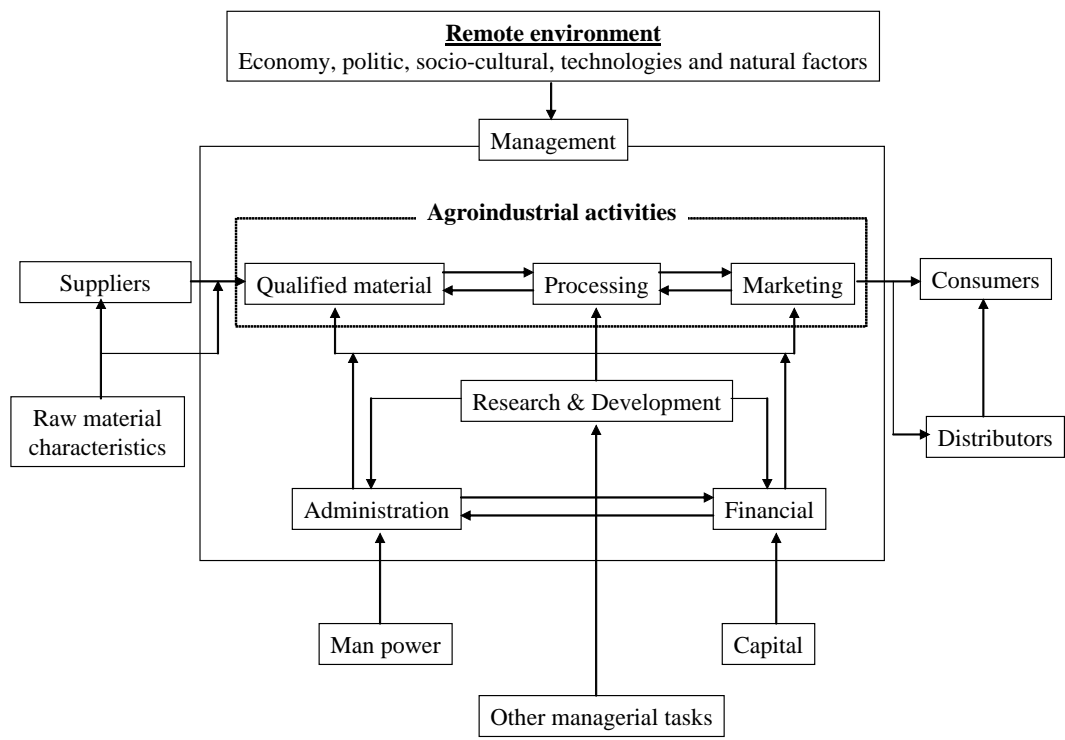 Remote environment
Economy, politic, socio-cultural, technologies and natural factors
Management
Agroindustrial activities
Suppliers
Qualified material
Processing
Marketing
Consumers
Raw material
characteristics
Research & Development
Distributors
Administration
Financial
Man power
Capital
Other managerial tasks